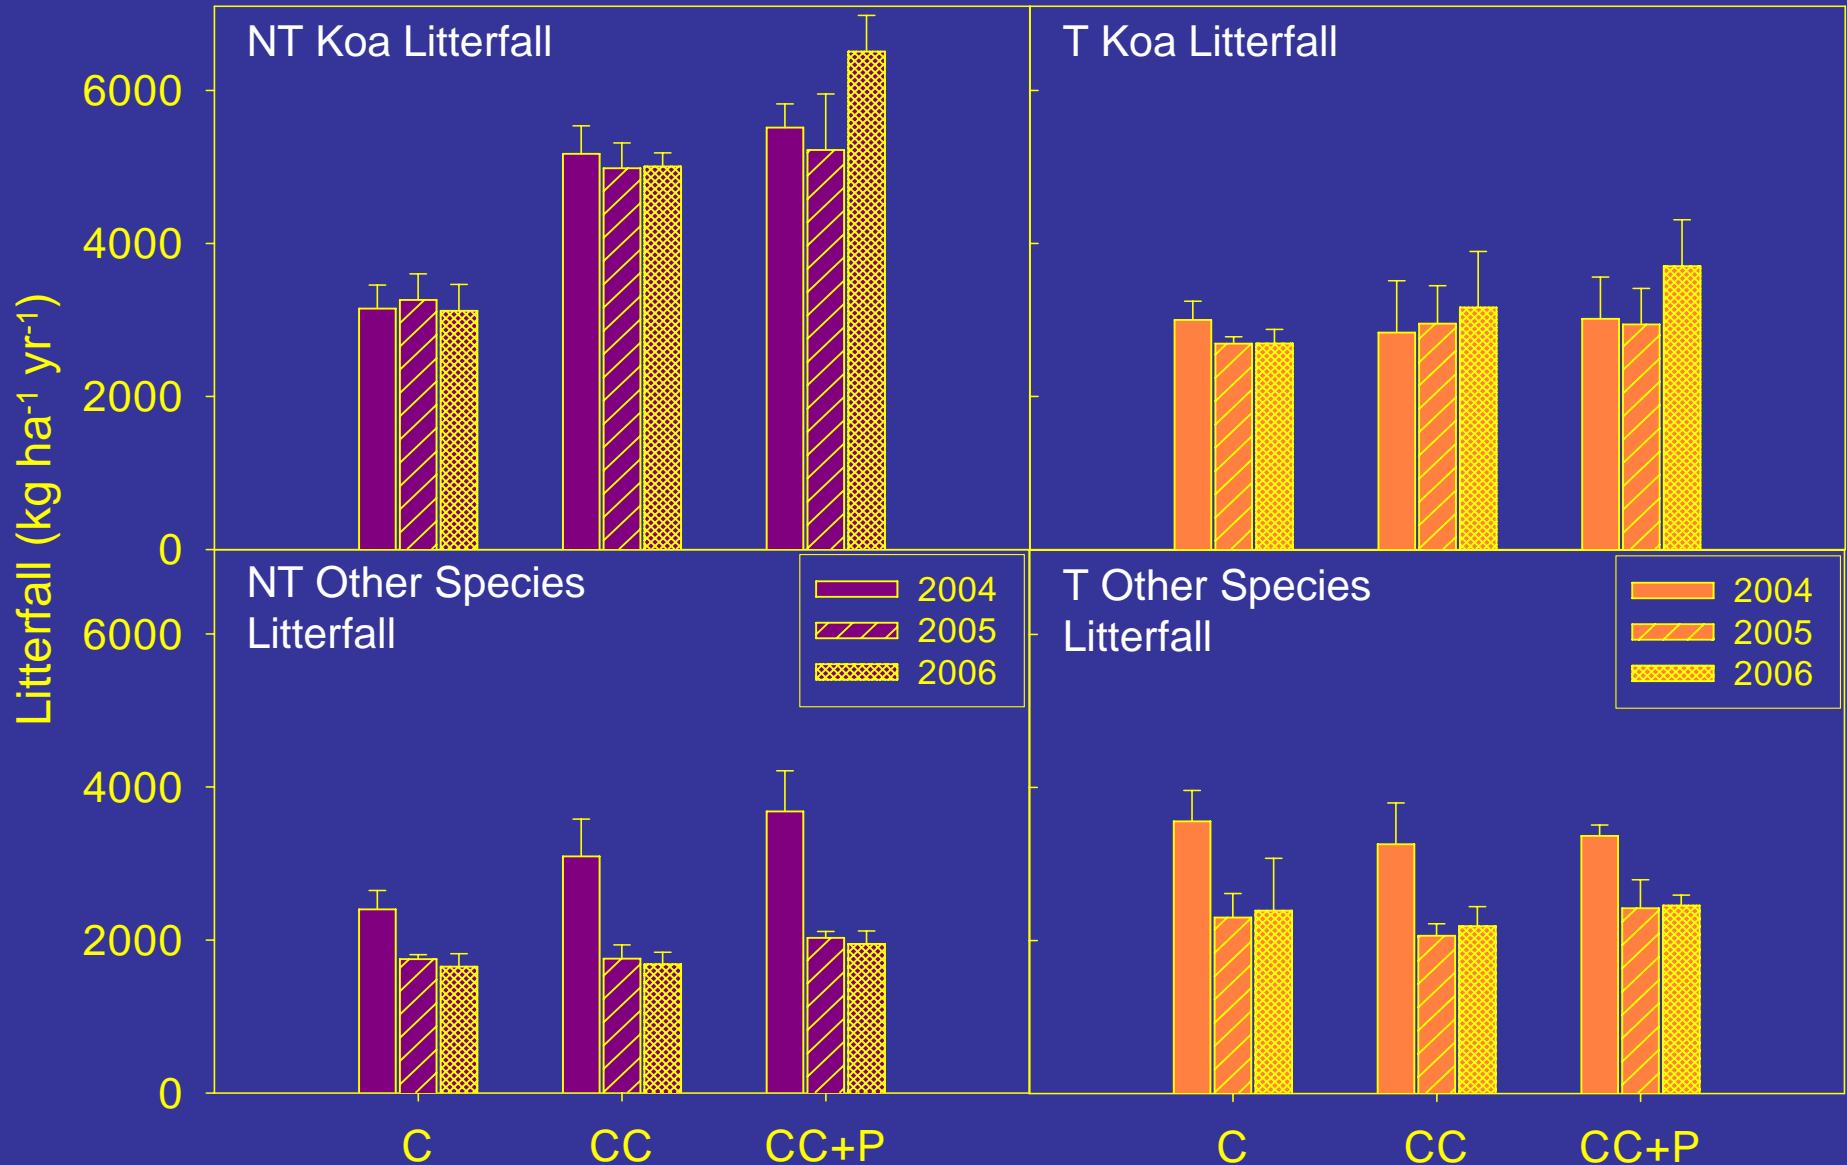 NT Koa Litterfall
T Koa Litterfall
6000
4000
2000
0
Litterfall (kg ha⁻¹ yr⁻¹)
NT Other Species
Litterfall
2004
2005
2006
T Other Species
Litterfall
2004
2005
2006
6000
4000
2000
0
C CC CC+P
C CC CC+P